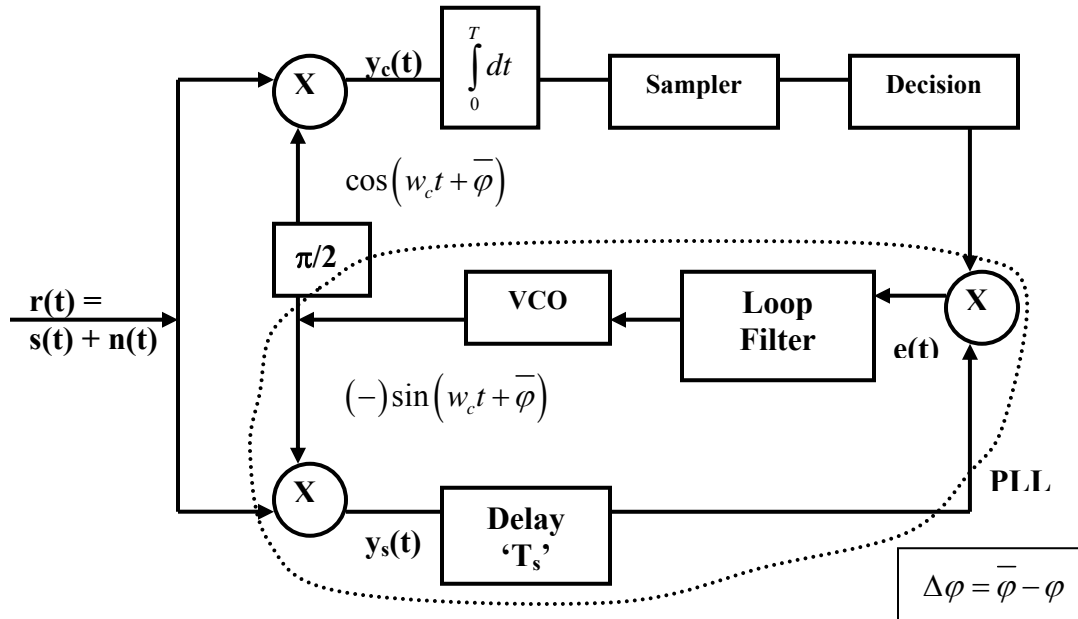 X
y_c(t)
∫_0^T dt
Sampler
Decision
cos(w_c t + φ̅)
π/2
r(t) =
s(t) + n(t)
VCO
Loop
Filter
X
e(t)
(−) sin(w_c t + φ̅)
X
y_s(t)
Delay
‘T_s’
PLL
Δφ = φ̅ − φ